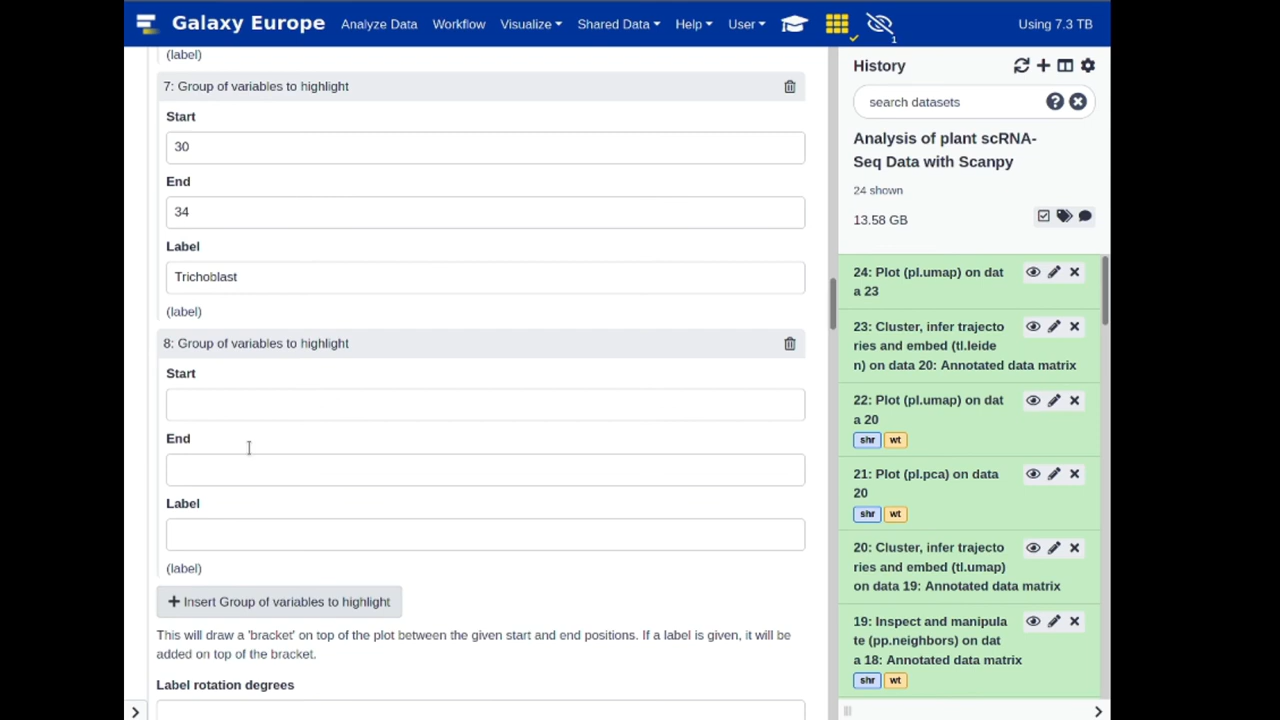 Galaxy Europe Analyze Data Workflow Visualize Shared Data Help User 1 Using 7.3 TB
(label)
7: Group of variables to highlight
Start
30
End
34
Label
Trichoblast
(label)
8: Group of variables to highlight
Start
End
Label
(label)
+ Insert Group of variables to highlight
This will draw a 'bracket' on top of the plot between the given start and end positions. If a label is given, it will be
added on top of the bracket.
Label rotation degrees
History
search datasets
Analysis of plant scRNA-
Seq Data with Scanpy
24 shown
13.58 GB
24: Plot (pl.umap) on dat
a 23
23: Cluster, infer trajecto
ries and embed (tl.leide
n) on data 20: Annotated data matrix
22: Plot (pl.umap) on dat
a 20
shr wt
21: Plot (pl.pca) on data
20
shr wt
20: Cluster, infer trajecto
ries and embed (tl.umap)
on data 19: Annotated data matrix
19: Inspect and manipula
te (pp.neighbors) on dat
a 18: Annotated data matrix
shr wt